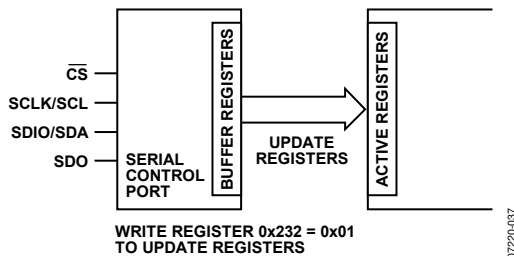 CS
SCLK/SCL
SDIO/SDA
SDO
SERIAL
CONTROL
PORT
BUFFER REGISTERS
UPDATE
REGISTERS
ACTIVE REGISTERS
WRITE REGISTER 0x232 = 0x01
TO UPDATE REGISTERS
07220-037